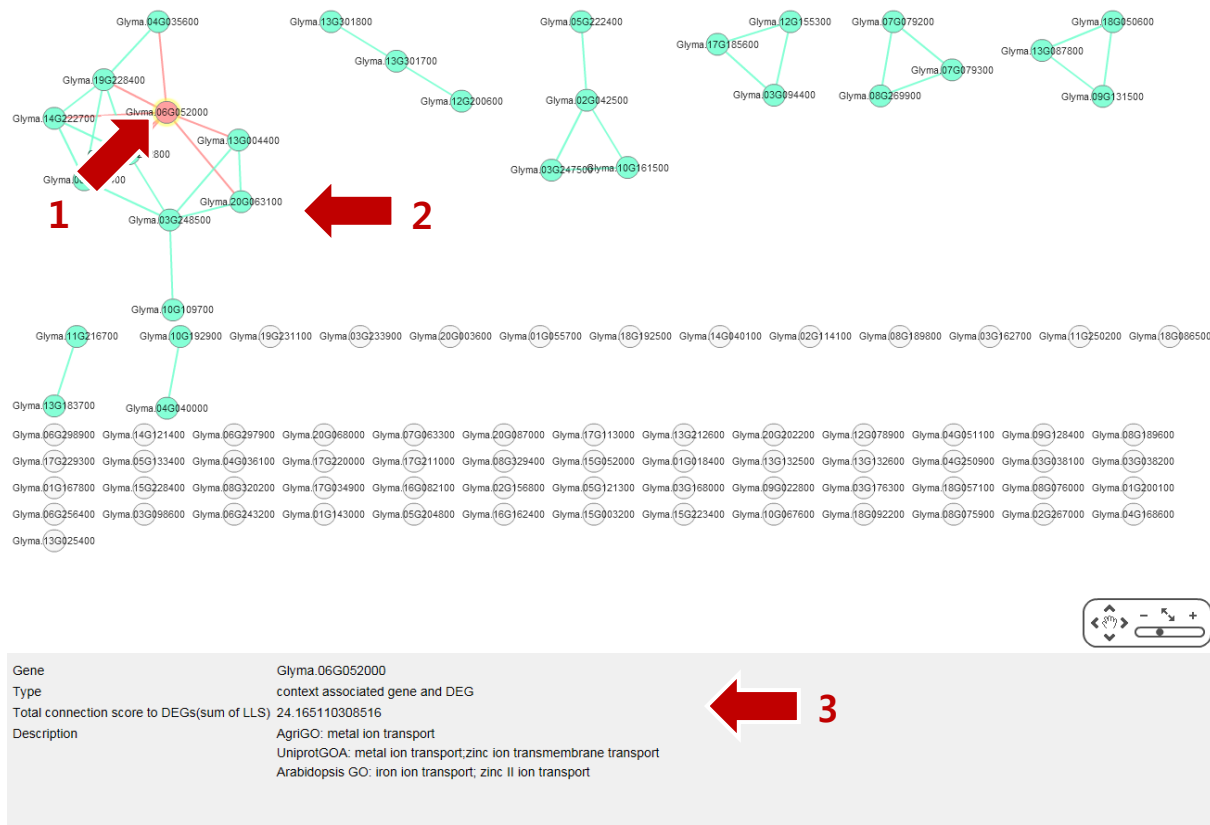 Glyma.04G035600 Glyma.13G301800 Glyma.05G222400 Glyma.12G155300 Glyma.07G079200 Glyma.18G050600
Glyma.17G185600 Glyma.13G087800
Glyma.13G301700 Glyma.07G079300
Glyma.19G228400
Glyma.03G094400 Glyma.08G269900 Glyma.09G131500
Glyma.12G200600 Glyma.02G042500
Glyma.06G052000
Glyma.14G222700
Glyma.13G004400
800
Glyma.03G247500 Glyma.10G161500
Glyma.20G063100
1 2
Glyma.03G248500
Glyma.10G109700
Glyma.11G216700 Glyma.10G192900 Glyma.19G231100 Glyma.03G233900 Glyma.20G003600 Glyma.01G055700 Glyma.18G192500 Glyma.14G040100 Glyma.02G114100 Glyma.08G189800 Glyma.03G162700 Glyma.11G250200 Glyma.18G086500
Glyma.13G183700 Glyma.04G040000
Glyma.06G298900 Glyma.14G121400 Glyma.06G297900 Glyma.20G068000 Glyma.07G063300 Glyma.20G087000 Glyma.17G113000 Glyma.13G212600 Glyma.20G202200 Glyma.12G078900 Glyma.04G051100 Glyma.09G128400 Glyma.08G189600
Glyma.17G229300 Glyma.05G133400 Glyma.04G036100 Glyma.17G220000 Glyma.17G211000 Glyma.08G329400 Glyma.15G052000 Glyma.01G018400 Glyma.13G132500 Glyma.13G132600 Glyma.04G250900 Glyma.03G038100 Glyma.03G038200
Glyma.01G167800 Glyma.15G228400 Glyma.08G320200 Glyma.17G034900 Glyma.16G082100 Glyma.02G156800 Glyma.05G121300 Glyma.03G168000 Glyma.09G022800 Glyma.03G176300 Glyma.18G057100 Glyma.08G076000 Glyma.01G200100
Glyma.06G256400 Glyma.03G098600 Glyma.06G243200 Glyma.01G143000 Glyma.05G204800 Glyma.16G162400 Glyma.15G003200 Glyma.15G223400 Glyma.10G067600 Glyma.18G092200 Glyma.08G075900 Glyma.02G267000 Glyma.04G168600
Glyma.13G025400
Gene Glyma.06G052000
Type context associated gene and DEG
3
Total connection score to DEGs(sum of LLS) 24.165110308516
Description AgriGO: metal ion transport
UniprotGOA: metal ion transport;zinc ion transmembrane transport
Arabidopsis GO: iron ion transport; zinc II ion transport